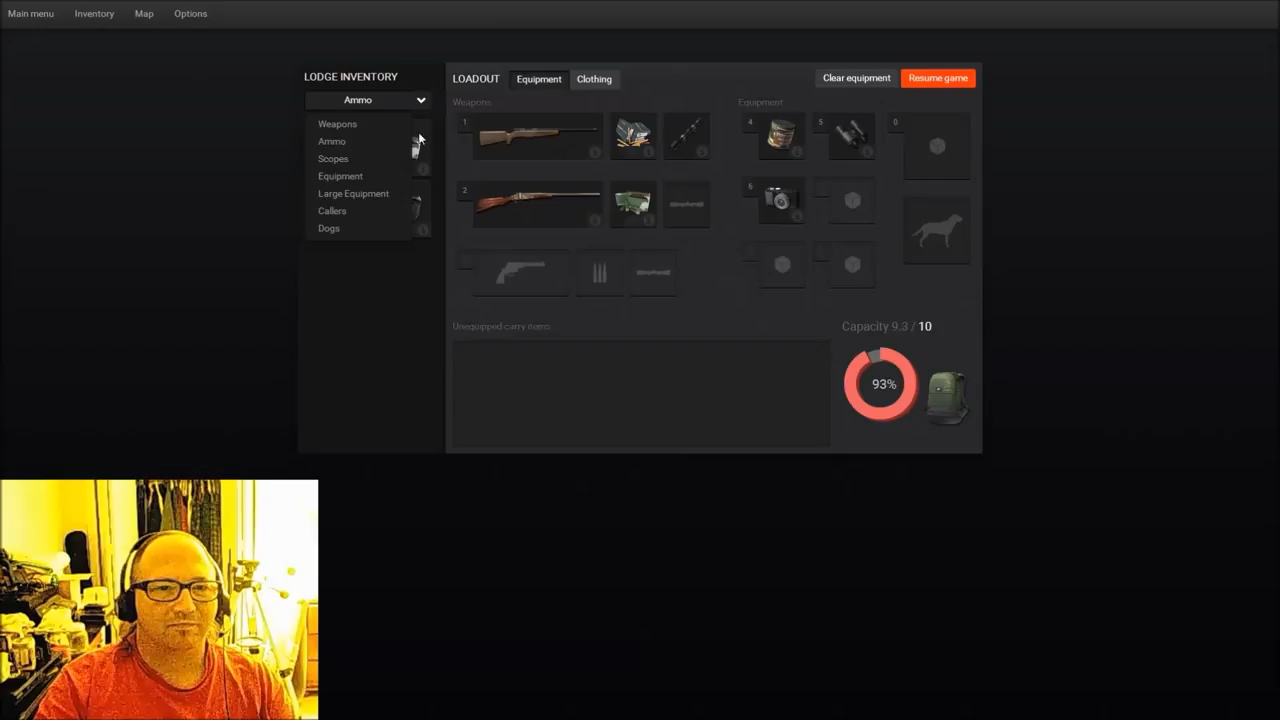 Main menu Inventory Map Options
LODGE INVENTORY
Ammo
Weapons
Ammo
Scopes
Equipment
Large Equipment
Callers
Dogs
LOADOUT Equipment Clothing Clear equipment Resume game
Weapons
1
2
Equipment
4 5 0
6
Unequipped carry items
Capacity 9.3 / 10
93%